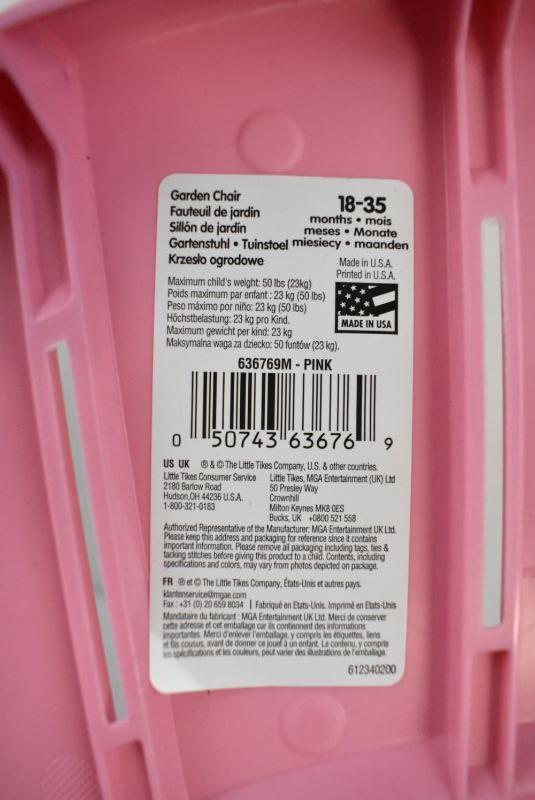 Garden Chair
Fauteuil de jardin
Sillón de jardín
Gartenstuhl • Tuinstoel
Krzesło ogrodowe
18-35
months • mois
meses • Monate
miesiecy • maanden
Made in U.S.A.
Printed in U.S.A.
MADE IN USA
Maximum child's weight: 50 lbs (23kg)
Poids maximum par enfant : 23 kg (50 lbs)
Peso máximo por niño: 23 kg (50 lbs)
Höchstbelastung: 23 kg pro Kind.
Maximum gewicht per kind: 23 kg
Maksymalna waga za dziecko: 50 funtów (23 kg).
636769M - PINK
0 50743 63676 9
US UK ® & © The Little Tikes Company, U.S. & other countries.
Little Tikes Consumer Service
2180 Barlow Road
Hudson,OH 44236 U.S.A.
1-800-321-0183
Little Tikes, MGA Entertainment (UK) Ltd
50 Presley Way
Crownhill
Milton Keynes MK8 0ES
Bucks, UK +0800 521 558
Authorized Representative of the Manufacturer: MGA Entertainment UK Ltd.
Please keep this address and packaging for reference since it contains
important information. Please remove all packaging including tags, ties &
tacking stitches before giving this product to a child. Contents, including
specifications and colors, may vary from photos depicted on package.
FR ® et © The Little Tikes Company, États-Unis et autres pays.
klantenservice@mgae.com
Fax : +31 (0) 20 659 8034 | Fabriqué en États-Unis. Imprimé en États-Unis
Mandataire du fabricant : MGA Entertainment UK Ltd. Merci de conserver
cette adresse et cet emballage car ils contiennent des informations
importantes. Merci d'enlever l'emballage, y compris les étiquettes, liens
et fils cousus, avant de donner ce jouet à un enfant. Le contenu, y compris
les spécifications et les couleurs, peut varier des illustrations de l'emballage.
612340200